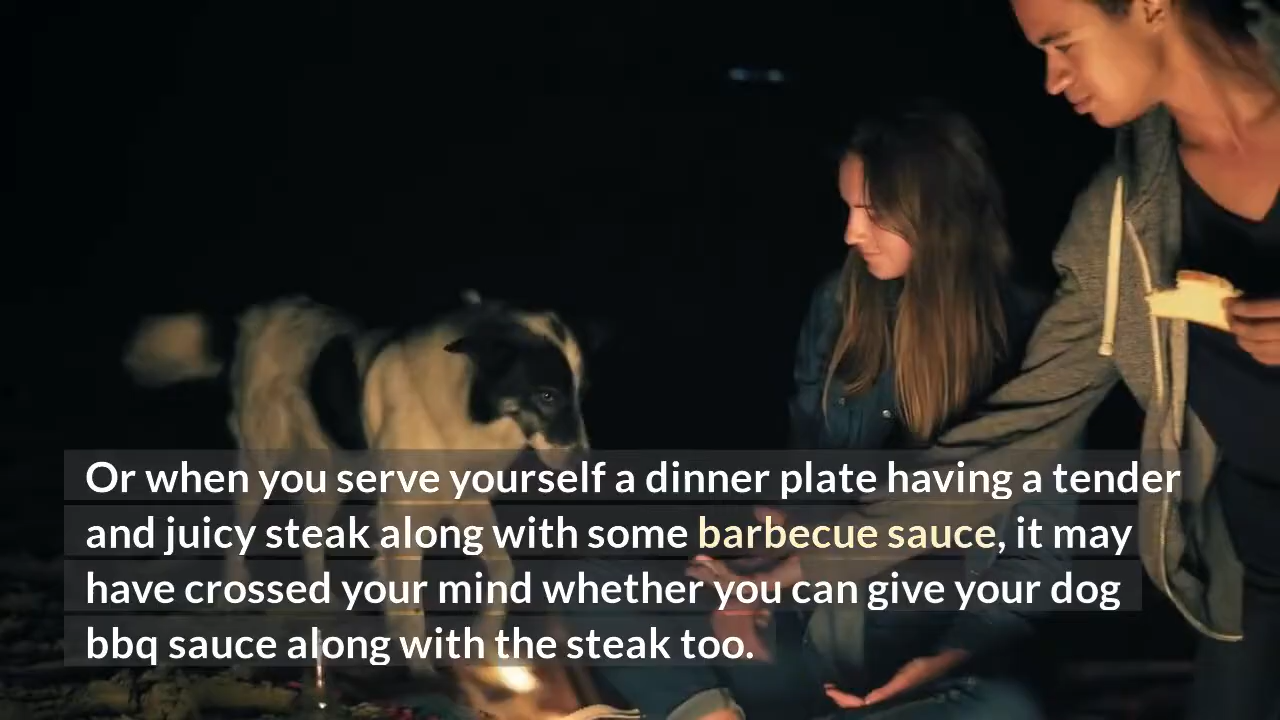 Or when you serve yourself a dinner plate having a tender
and juicy steak along with some barbecue sauce, it may
have crossed your mind whether you can give your dog
bbq sauce along with the steak too.